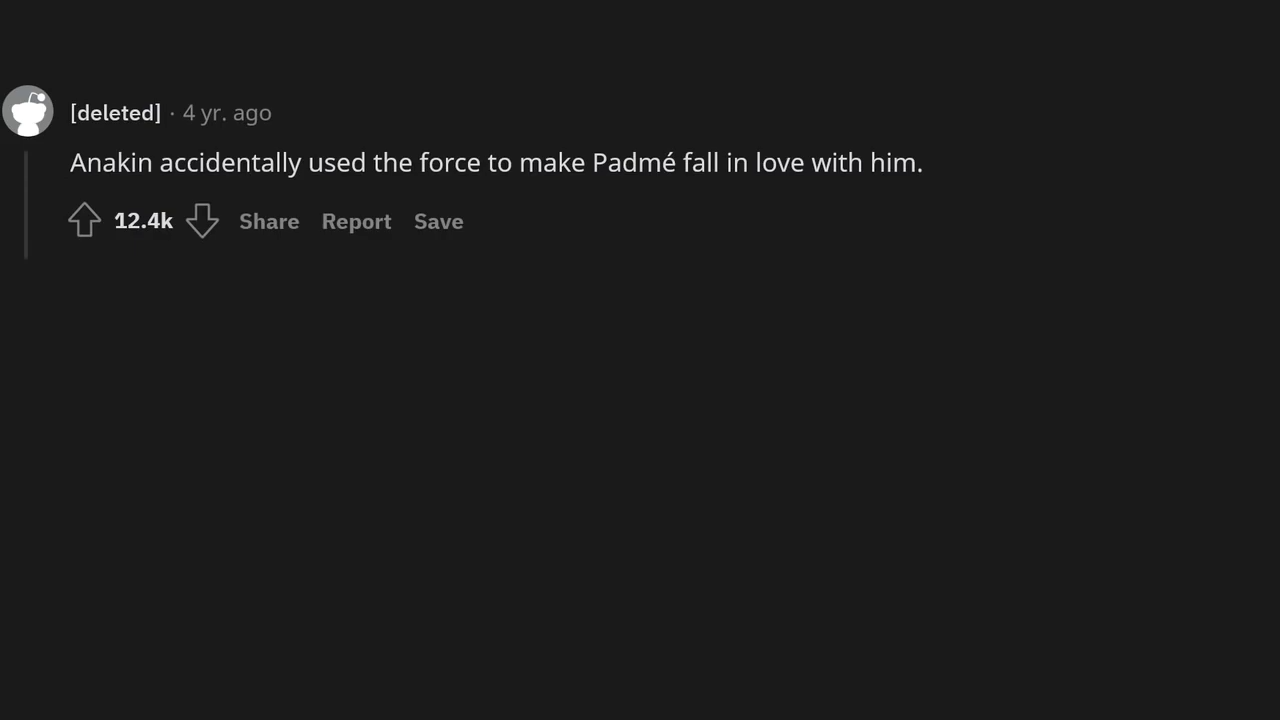 [deleted] · 4 yr. ago
Anakin accidentally used the force to make Padmé fall in love with him.
12.4k Share Report Save